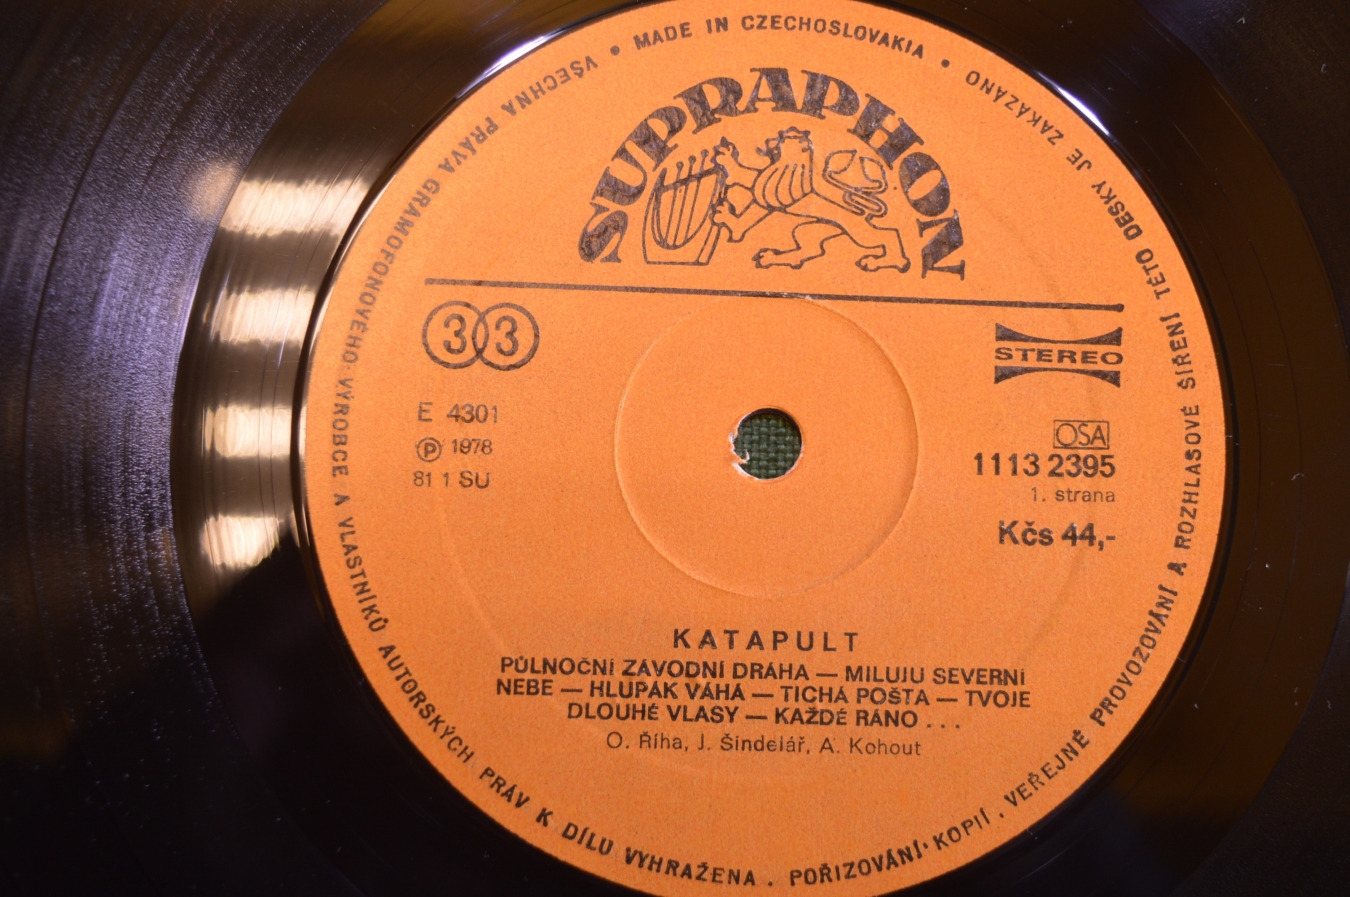 VŠECHNA PRÁVA GRAMOFONOVÉHO VÝROBCE A VLASTNÍKŮ AUTORSKÝCH PRÁV K DÍLU VYHRAŽENA . POŘIZOVÁNÍ KOPIÍ . VEŘEJNÉ PROVOZOVÁNÍ A ROZHLASOVÉ ŠÍŘENÍ TÉTO DESKY JE ZAKÁZÁNO
• MADE IN CZECHOSLOVAKIA •
SUPRAPHON
33
STEREO
E 4301
Ⓟ 1978
81 1 SU
OSA
1113 2395
1. strana
Kčs 44,-
KATAPULT
PŮLNOČNÍ ZÁVODNÍ DRÁHA — MILUJU SEVERNÍ
NEBE — HLUPÁK VÁHÁ — TICHÁ POŠTA — TVOJE
DLOUHÉ VLASY — KAŽDÉ RÁNO . . .
O. Říha, J. Šindelář, A. Kohout